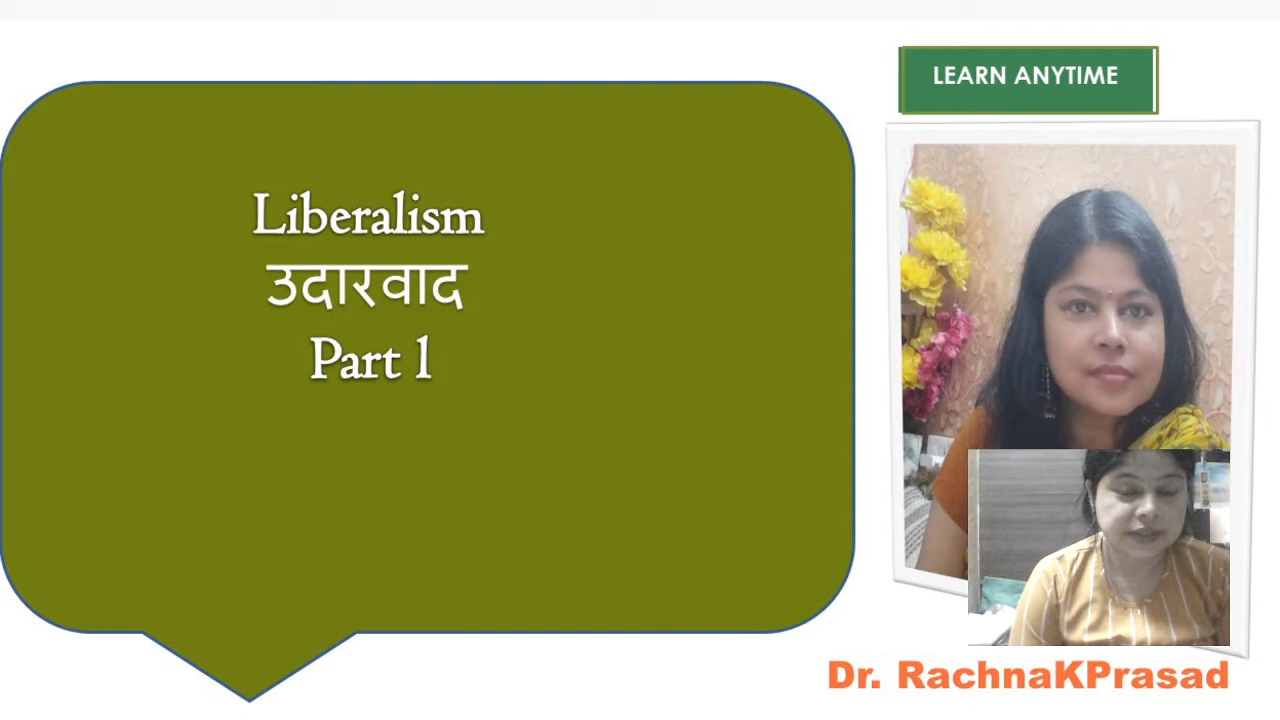 LEARN ANYTIME
Liberalism
उदारवाद
Part 1
Dr. RachnaKPrasad